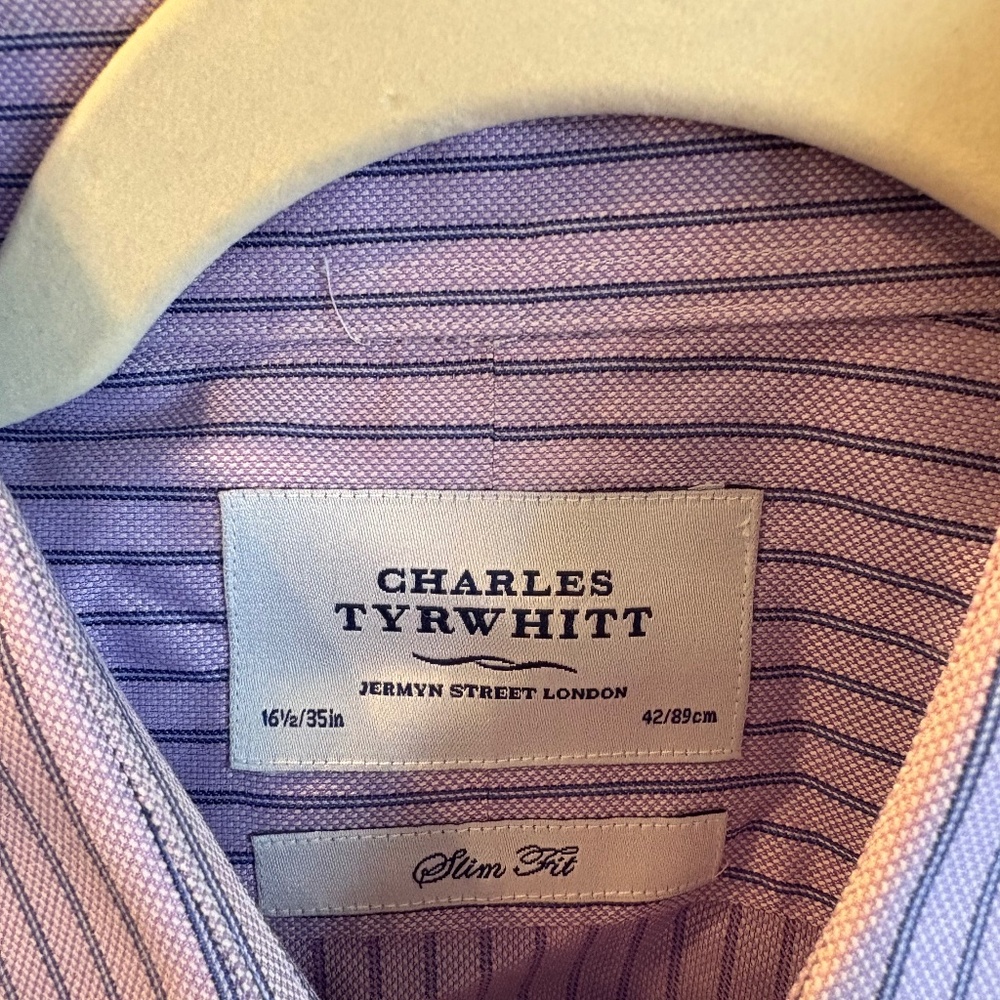 CHARLES
TYRWHITT
JERMYN STREET LONDON
16½/35in 42/89cm
Slim Fit